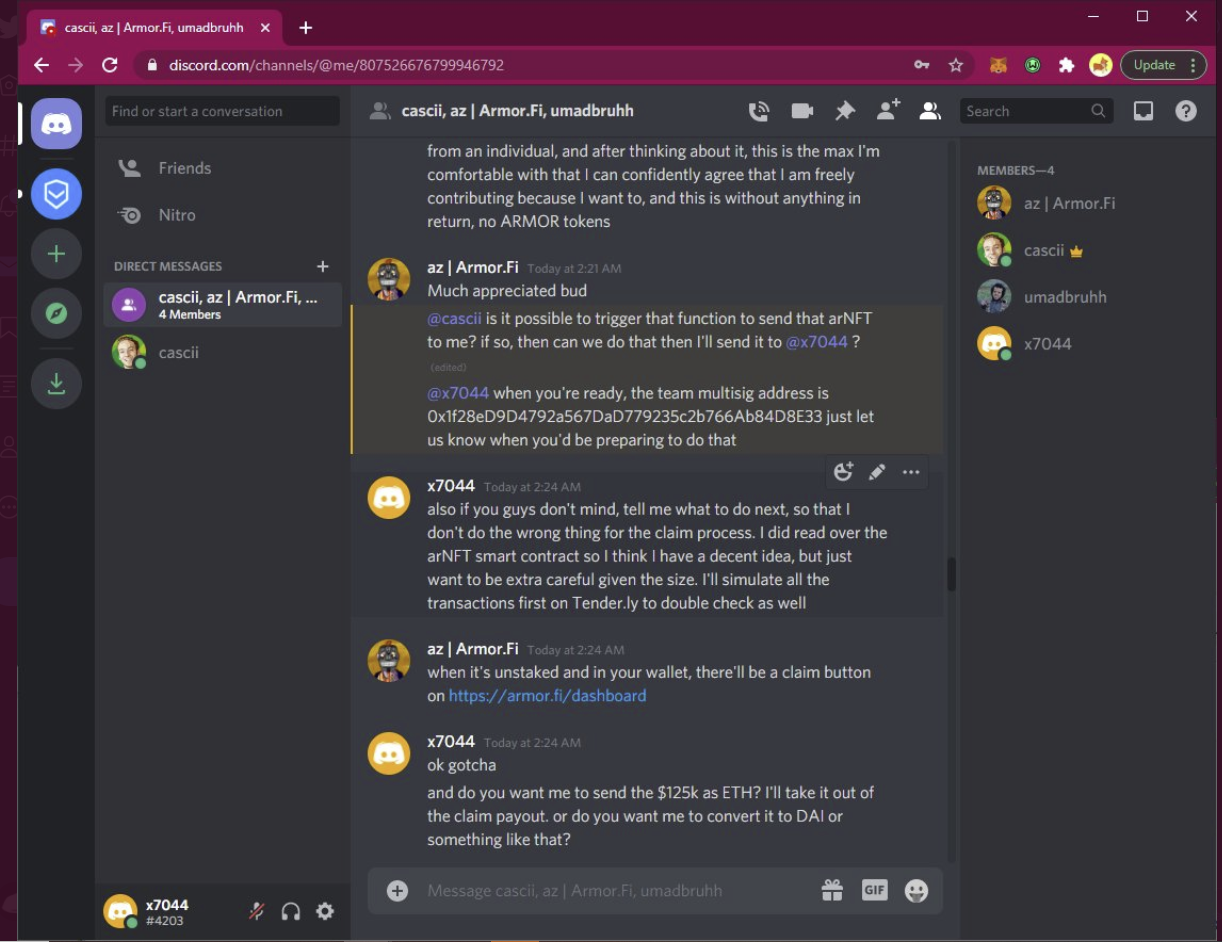 cascii, az | Armor.Fi, umadbruhh
discord.com/channels/@me/807526676799946792
Update
Find or start a conversation
Friends
Nitro
DIRECT MESSAGES
cascii, az | Armor.Fi, ...
4 Members
cascii
x7044
#4203
cascii, az | Armor.Fi, umadbruhh
Search
from an individual, and after thinking about it, this is the max I'm
comfortable with that I can confidently agree that I am freely
contributing because I want to, and this is without anything in
return, no ARMOR tokens
az | Armor.Fi Today at 2:21 AM
Much appreciated bud
@cascii is it possible to trigger that function to send that arNFT
to me? if so, then can we do that then I'll send it to @x7044 ?
(edited)
@x7044 when you're ready, the team multisig address is
0x1f28eD9D4792a567DaD779235c2b766Ab84D8E33 just let
us know when you'd be preparing to do that
x7044 Today at 2:24 AM
also if you guys don't mind, tell me what to do next, so that I
don't do the wrong thing for the claim process. I did read over the
arNFT smart contract so I think I have a decent idea, but just
want to be extra careful given the size. I'll simulate all the
transactions first on Tender.ly to double check as well
az | Armor.Fi Today at 2:24 AM
when it's unstaked and in your wallet, there'll be a claim button
on https://armor.fi/dashboard
x7044 Today at 2:24 AM
ok gotcha
and do you want me to send the $125k as ETH? I'll take it out of
the claim payout. or do you want me to convert it to DAI or
something like that?
Message cascii, az | Armor.Fi, umadbruhh
GIF
MEMBERS—4
az | Armor.Fi
cascii
umadbruhh
x7044